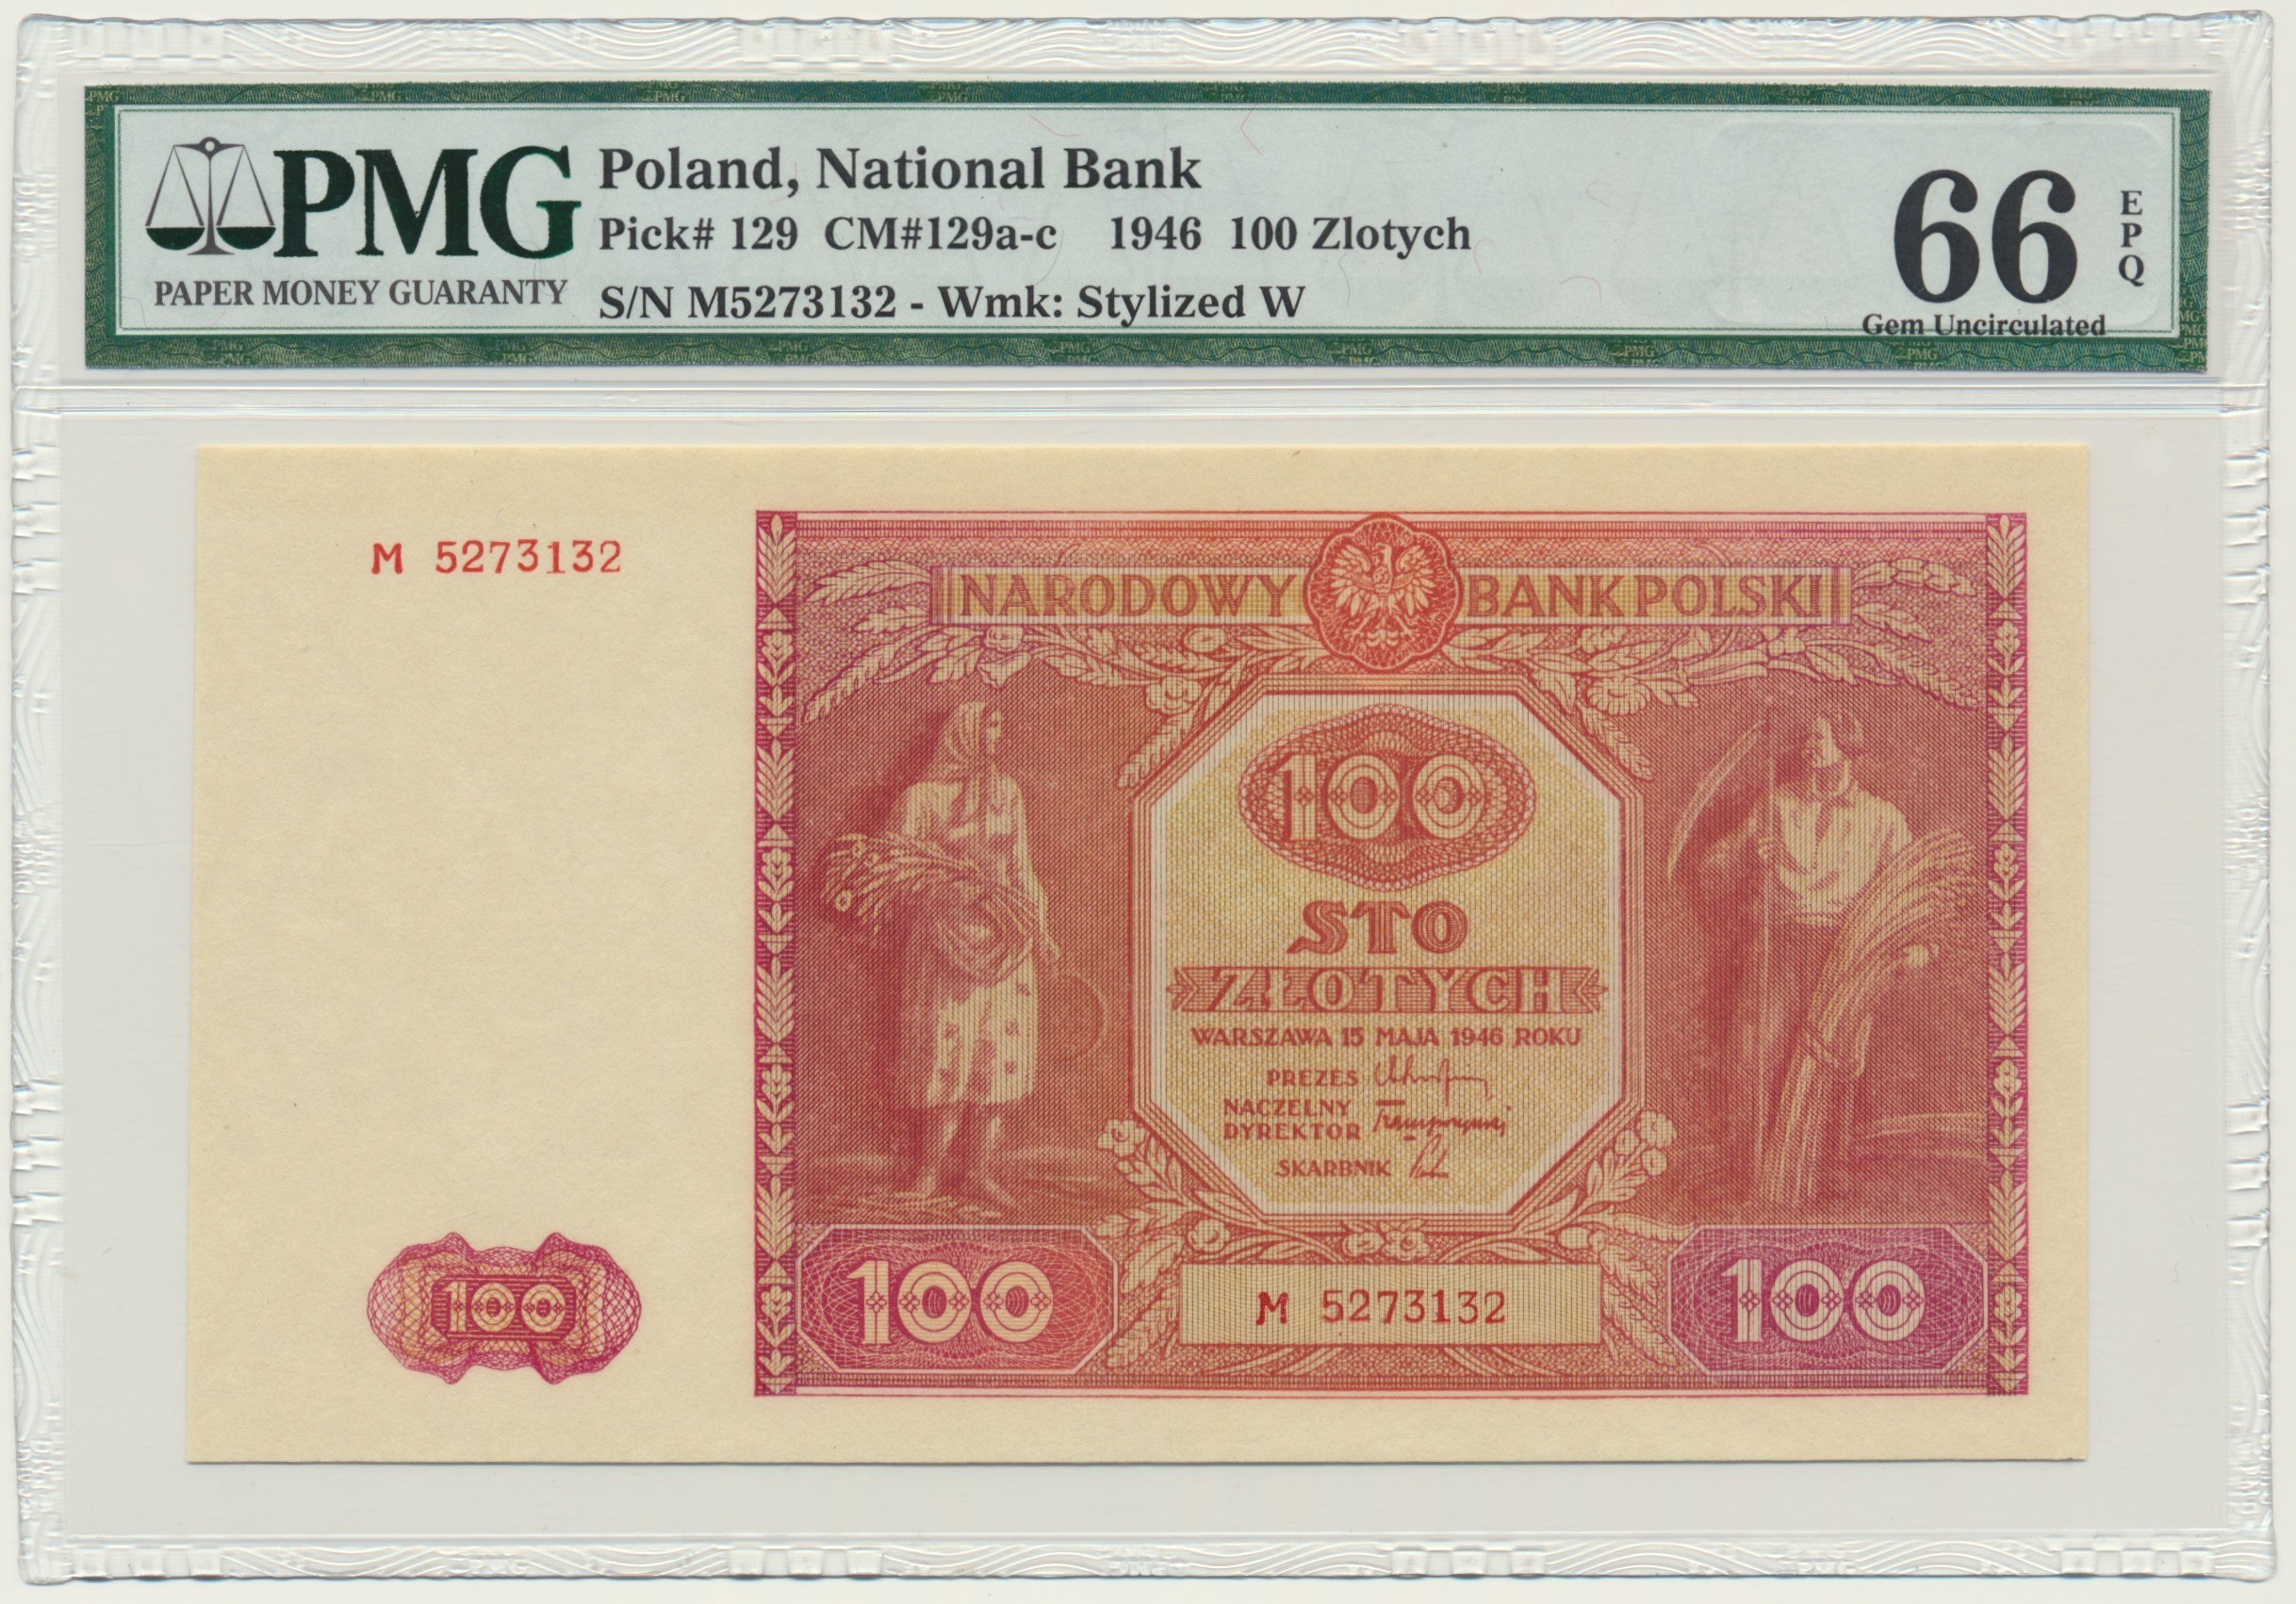 PMG
PAPER MONEY GUARANTY
Poland, National Bank
Pick# 129 CM#129a-c 1946 100 Zlotych
S/N M5273132 - Wmk: Stylized W
66
EPQ
Gem Uncirculated
M 5273132
NARODOWY BANK POLSKI
100
STO
ZŁOTYCH
WARSZAWA 15 MAJA 1946 ROKU
PREZES
NACZELNY
DYREKTOR
SKARBNIK
100
100
M 5273132
100